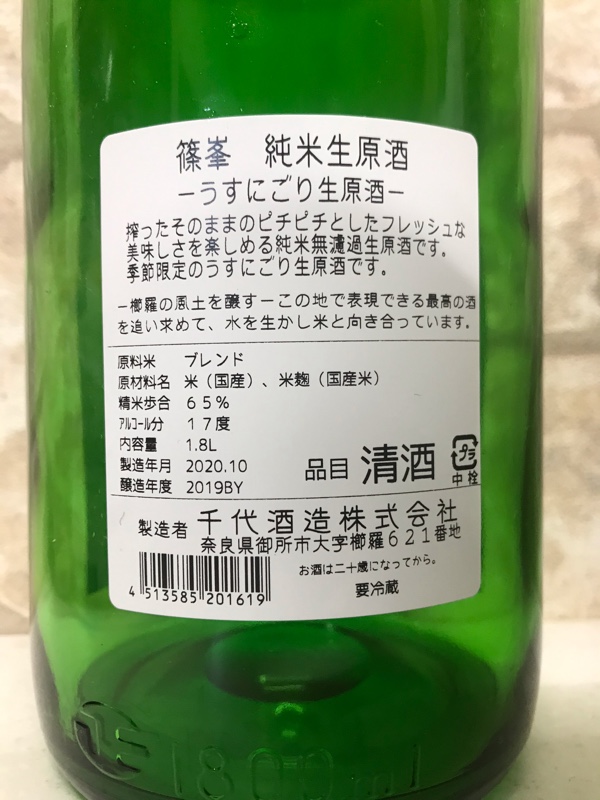 篠峯　純米生原酒
－うすにごり生原酒－
搾ったそのままのピチピチとしたフレッシュな
美味しさを楽しめる純米無濾過生原酒です。
季節限定のうすにごり生原酒です。
－櫛羅の風土を醸す－この地で表現できる最高の酒
を追い求めて、水を生かし米と向き合っています。
原料米　ブレンド
原材料名　米（国産）、米麹（国産米）
精米歩合　６５％
アルコール分　１７度
内容量　1.8L
製造年月　2020.10
醸造年度　2019BY
品目 清酒
プラ
中 栓
製造者 千代酒造株式会社
奈良県御所市大字櫛羅６２１番地
お酒は二十歳になってから。
要冷蔵
4 513585 201619
1800ml